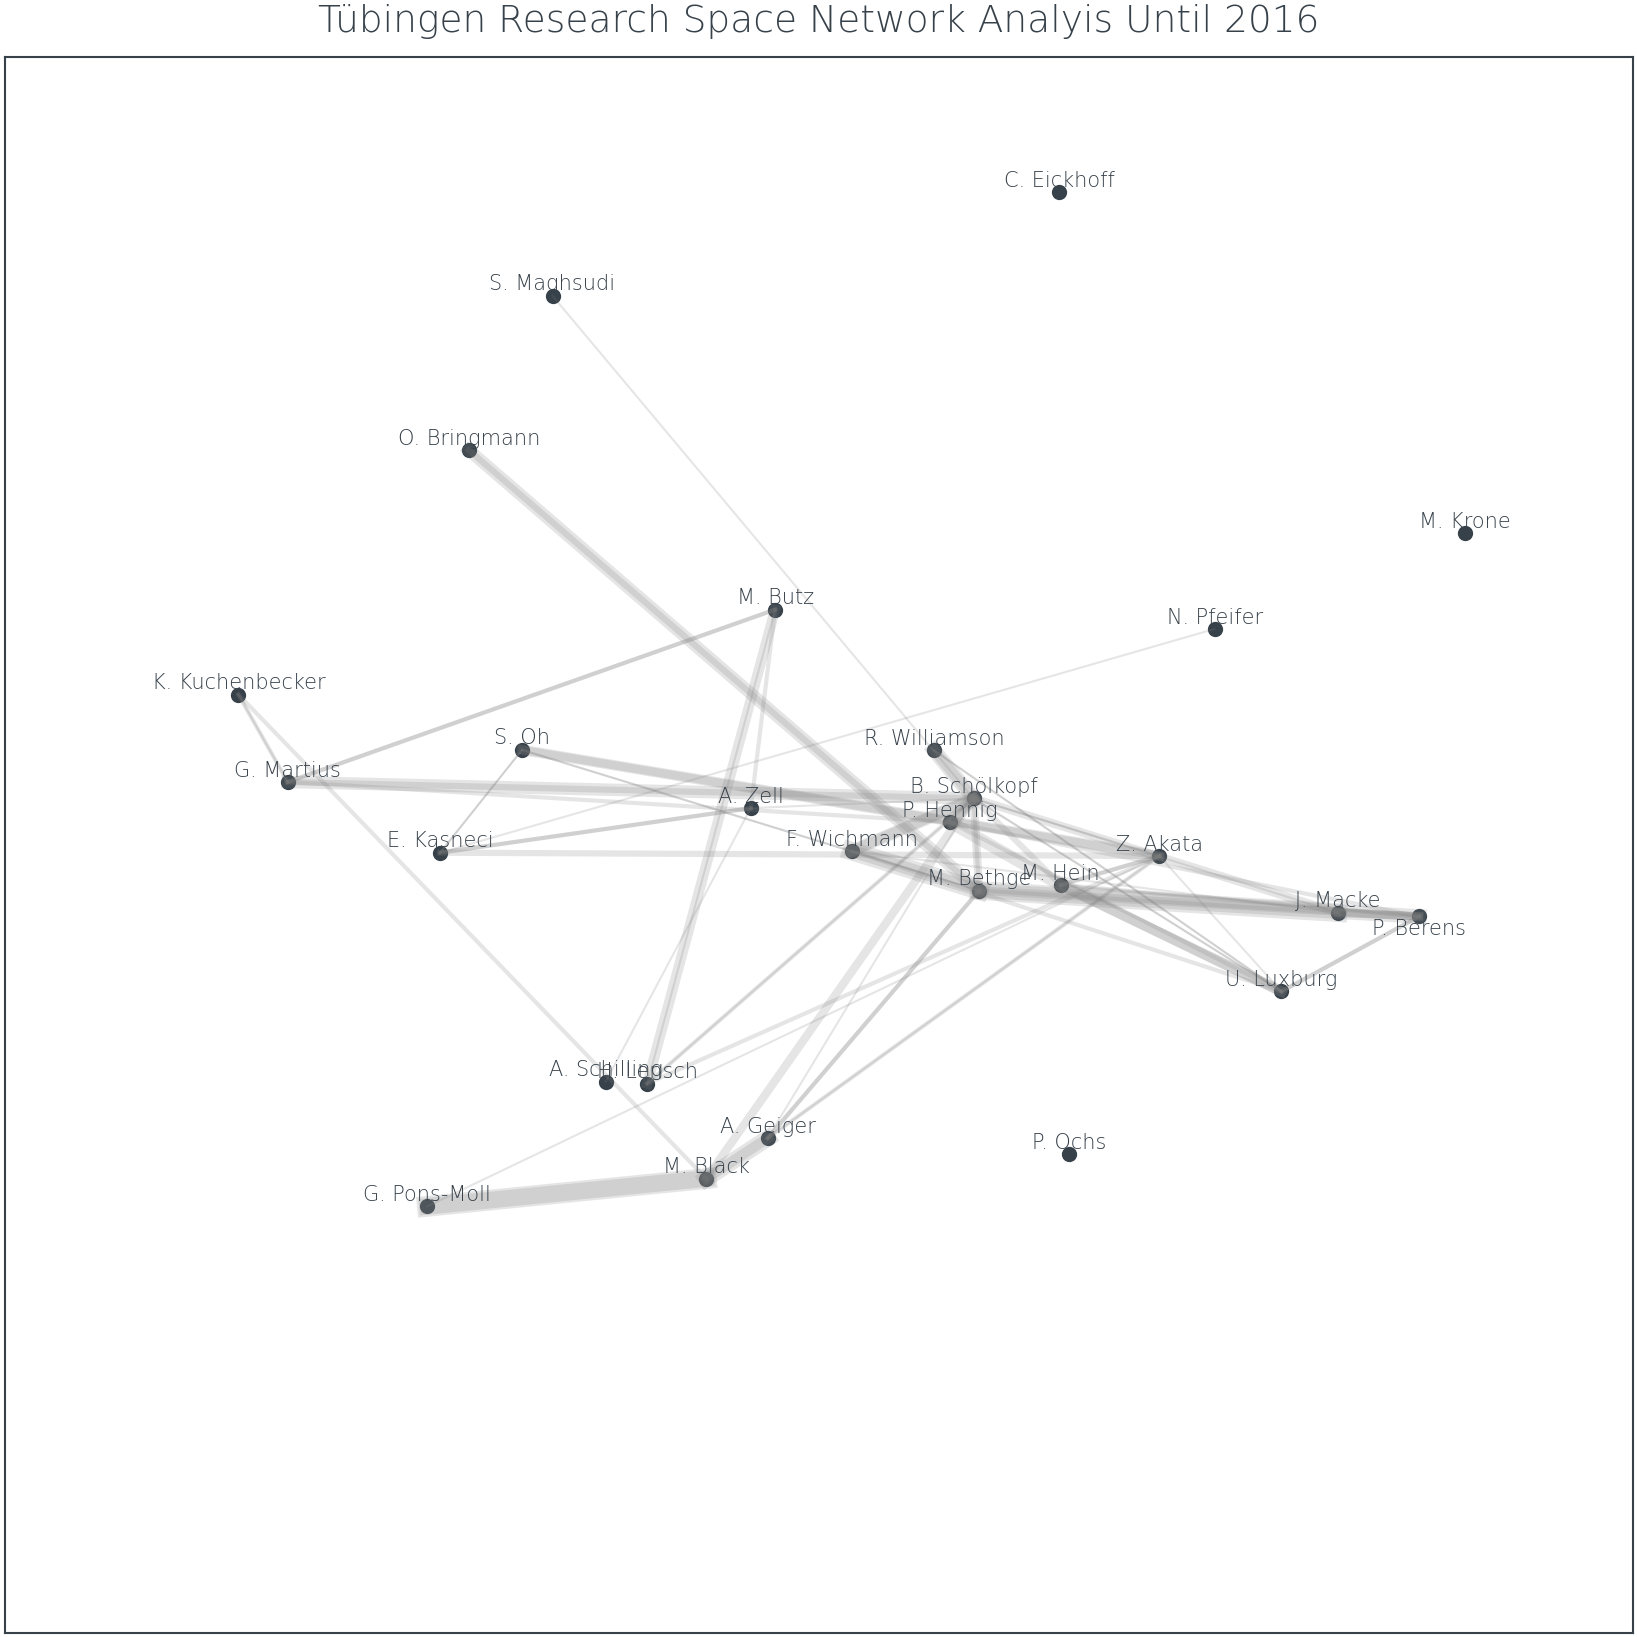 Tübingen Research Space Network Analyis Until 2016
C. Eickhoff
S. Maghsudi
O. Bringmann
M. Krone
M. Butz
N. Pfeifer
K. Kuchenbecker
S. Oh
R. Williamson
G. Martius
B. Schölkopf
A. Zell
P. Hennig
E. Kasneci
F. Wichmann
Z. Akata
M. Bethge
M. Hein
J. Macke
P. Berens
U. Luxburg
A. Schilling
H. Lensch
A. Geiger
P. Ochs
M. Black
G. Pons-Moll